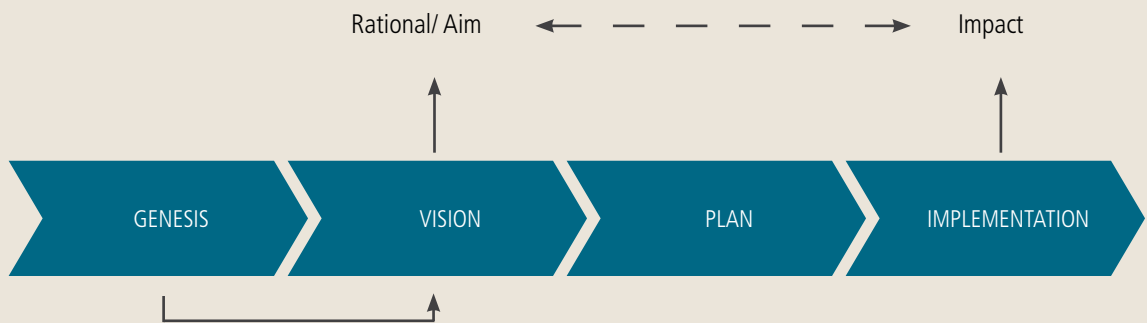 Rational/ Aim
Impact
GENESIS
VISION
PLAN
IMPLEMENTATION